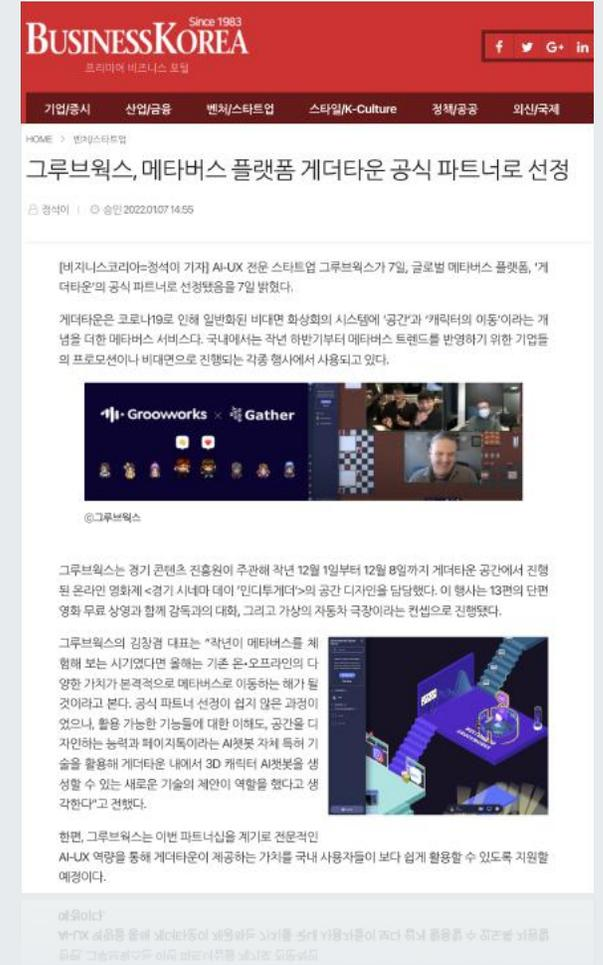 Since 1983
BUSINESSKOREA
프리미어 비즈니스 포털
f G+ in
기업/증시 산업/금융 벤처/스타트업 스타일/K-Culture 정책/공공 외신/국제
HOME > 벤처/스타트업
그루브웍스, 메타버스 플랫폼 게더타운 공식 파트너로 선정
정석이 | 승인 2022.01.07 14:55
[비지니스코리아=정석이 기자] AI-UX 전문 스타트업 그루브웍스가 7일, 글로벌 메타버스 플랫폼, '게
더타운'의 공식 파트너로 선정됐음을 7일 밝혔다.
게더타운은 코로나19로 인해 일반화된 비대면 화상회의 시스템에 '공간'과 '캐릭터의 이동'이라는 개
념을 더한 메타버스 서비스다. 국내에서는 작년 하반기부터 메타버스 트렌드를 반영하기 위한 기업들
의 프로모션이나 비대면으로 진행되는 각종 행사에서 사용되고 있다.
Groowworks × Gather
©그루브웍스
그루브웍스는 경기 콘텐츠 진흥원이 주관해 작년 12월 1일부터 12월 8일까지 게더타운 공간에서 진행
된 온라인 영화제 <경기 시네마 데이 '인디투게더'>의 공간 디자인을 담당했다. 이 행사는 13편의 단편
영화 무료 상영과 함께 감독과의 대화, 그리고 가상의 자동차 극장이라는 컨셉으로 진행됐다.
그루브웍스의 김창겸 대표는 "작년이 메타버스를 체
험해 보는 시기였다면 올해는 기존 온•오프라인의 다
양한 가치가 본격적으로 메타버스로 이동하는 해가 될
것이라고 본다. 공식 파트너 선정이 쉽지 않은 과정이
었으나, 활용 가능한 기능들에 대한 이해도, 공간을 디
자인하는 능력과 페이지톡이라는 AI챗봇 자체 특허 기
술을 활용해 게더타운 내에서 3D 캐릭터 AI챗봇을 생
성할 수 있는 새로운 기술의 제안이 역할을 했다고 생
각한다"고 전했다.
한편, 그루브웍스는 이번 파트너십을 계기로 전문적인
AI-UX 역량을 통해 게더타운이 제공하는 가치를 국내 사용자들이 보다 쉽게 활용할 수 있도록 지원할
예정이다.